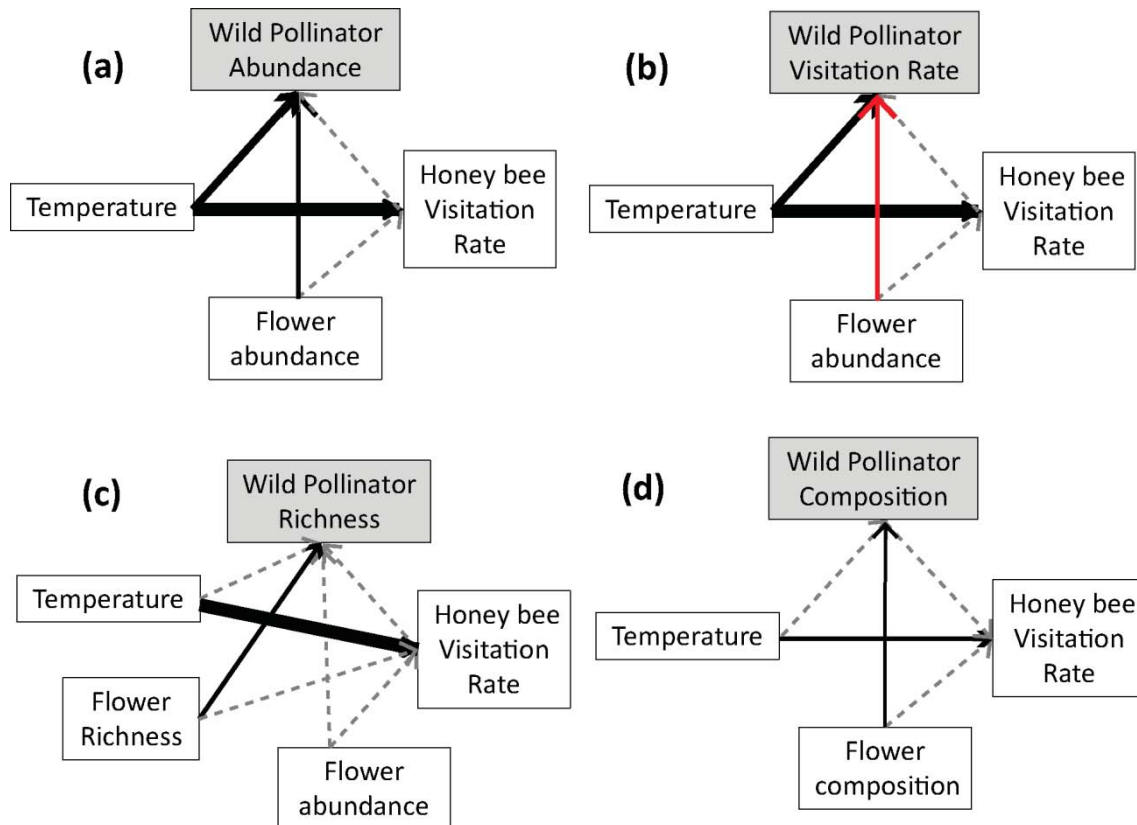 (a)
Wild Pollinator
Abundance
Temperature
Honey bee
Visitation
Rate
Flower
abundance
(b)
Wild Pollinator
Visitation Rate
Temperature
Honey bee
Visitation
Rate
Flower
abundance
(c)
Wild Pollinator
Richness
Temperature
Honey bee
Visitation
Rate
Flower
Richness
Flower
abundance
(d)
Wild Pollinator
Composition
Temperature
Honey bee
Visitation
Rate
Flower
composition